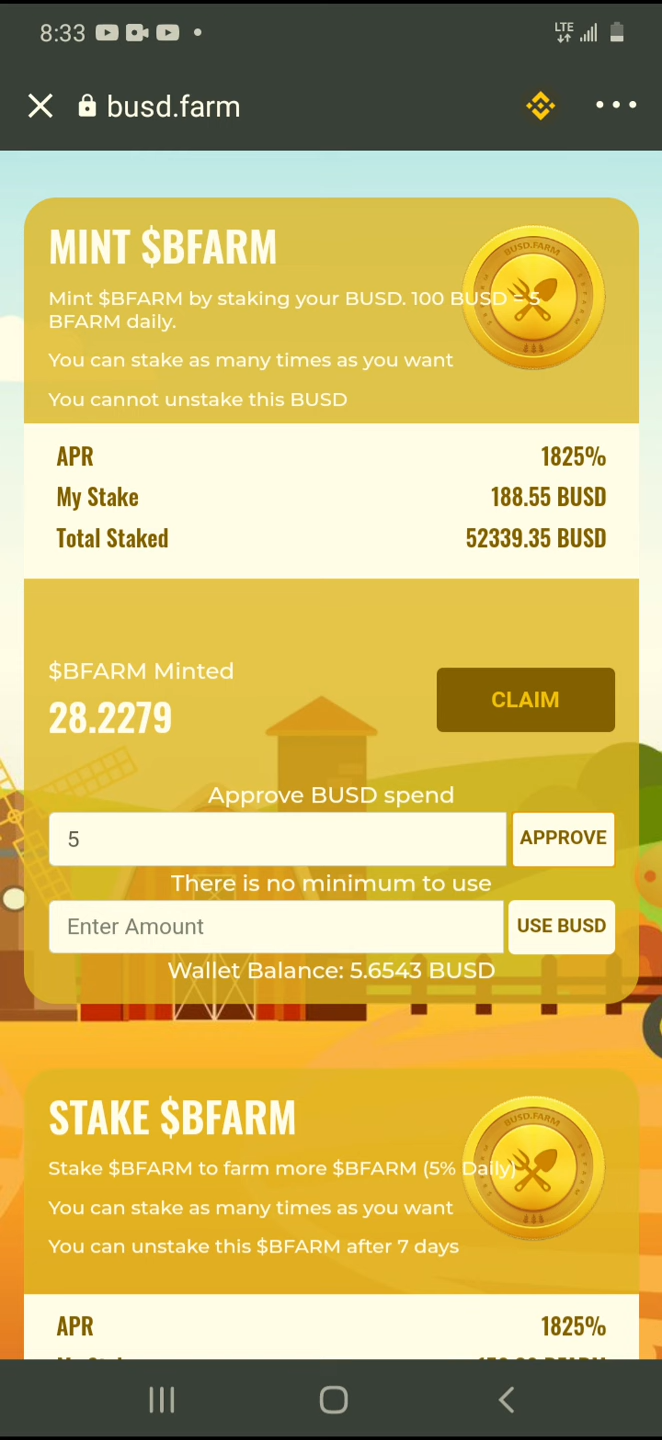 8:33
LTE
busd.farm
MINT $BFARM
BUSD.FARM
Mint $BFARM by staking your BUSD. 100 BUSD = 5
BFARM daily.
You can stake as many times as you want
You cannot unstake this BUSD
APR 1825%
My Stake 188.55 BUSD
Total Staked 52339.35 BUSD
$BFARM Minted
28.2279
CLAIM
Approve BUSD spend
5 APPROVE
There is no minimum to use
Enter Amount USE BUSD
Wallet Balance: 5.6543 BUSD
STAKE $BFARM
BUSD.FARM
Stake $BFARM to farm more $BFARM (5% Daily)
You can stake as many times as you want
You can unstake this $BFARM after 7 days
APR 1825%